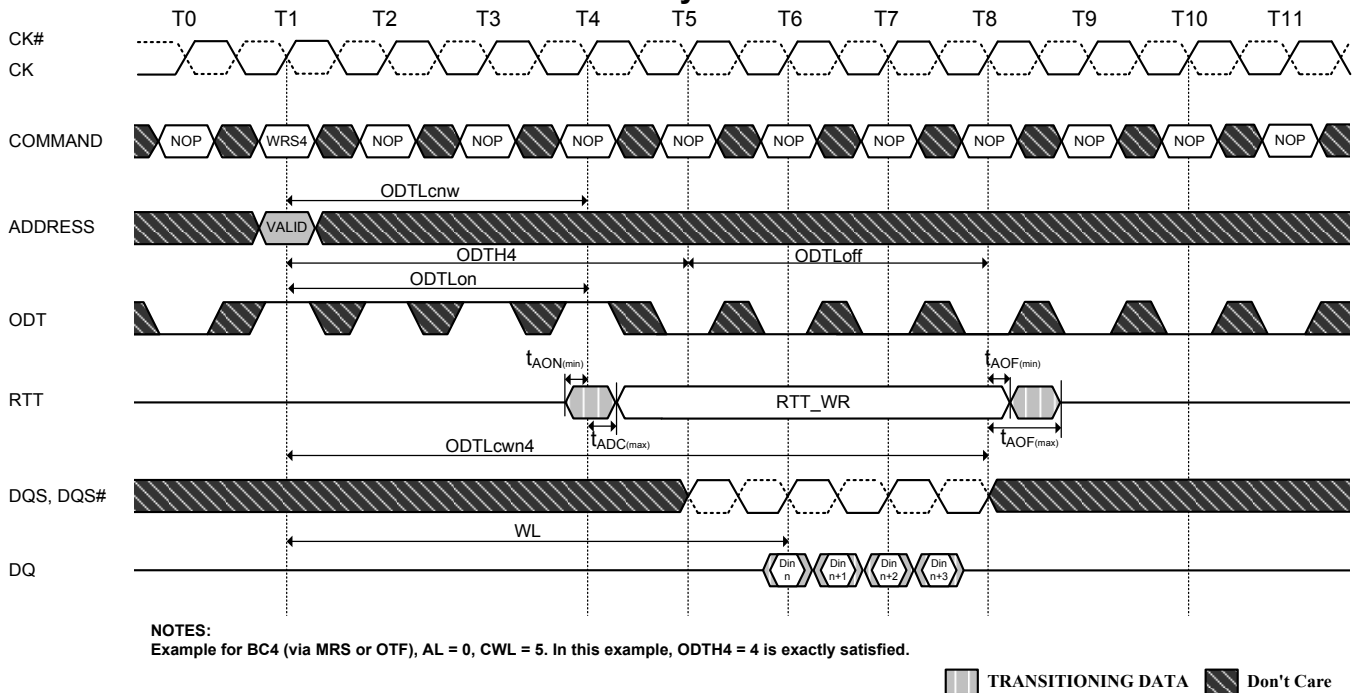 T0 T1 T2 T3 T4 T5 T6 T7 T8 T9 T10 T11
CK#
CK
COMMAND NOP WRS4 NOP NOP NOP NOP NOP NOP NOP NOP NOP NOP
ODTLcnw
ADDRESS VALID
ODTH4 ODTLoff
ODTLon
ODT
tAON(min) tAOF(min)
RTT RTT_WR
tADC(max) tAOF(max)
ODTLcwn4
DQS, DQS#
WL
DQ Din n Din n+1 Din n+2 Din n+3
NOTES:
Example for BC4 (via MRS or OTF), AL = 0, CWL = 5. In this example, ODTH4 = 4 is exactly satisfied.
TRANSITIONING DATA Don't Care